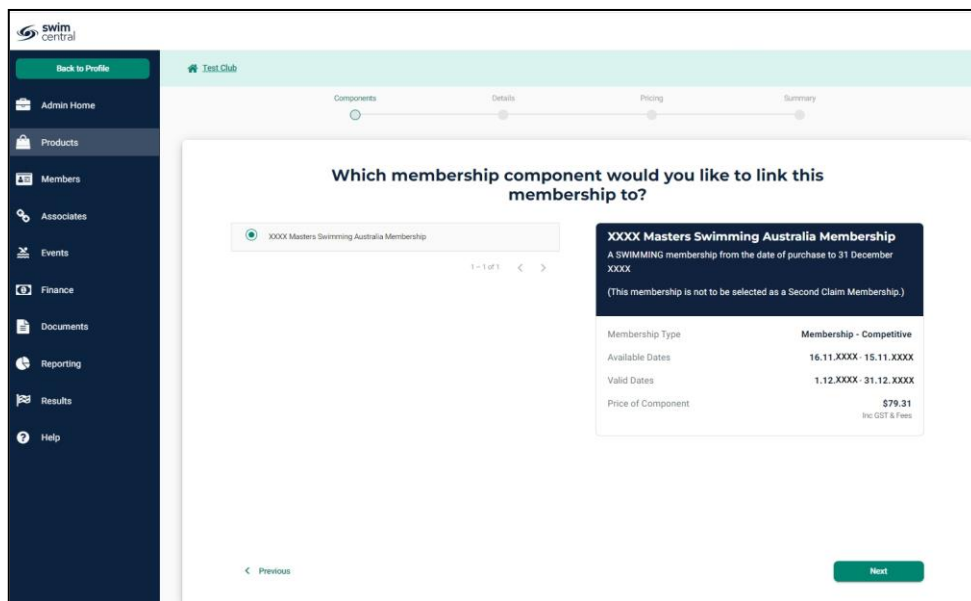 swim
central
Back to Profile
Test Club
Admin Home
Products
Members
Associates
Events
Finance
Documents
Reporting
Results
Help
Components
Details
Pricing
Summary
Which membership component would you like to link this
membership to?
XXXX Masters Swimming Australia Membership
1 – 1 of 1
XXXX Masters Swimming Australia Membership
A SWIMMING membership from the date of purchase to 31 December
XXXX
(This membership is not to be selected as a Second Claim Membership.)
Membership Type Membership - Competitive
Available Dates 16.11.XXXX - 15.11.XXXX
Valid Dates 1.12.XXXX - 31.12.XXXX
Price of Component $79.31
Inc GST & Fees
Previous
Next